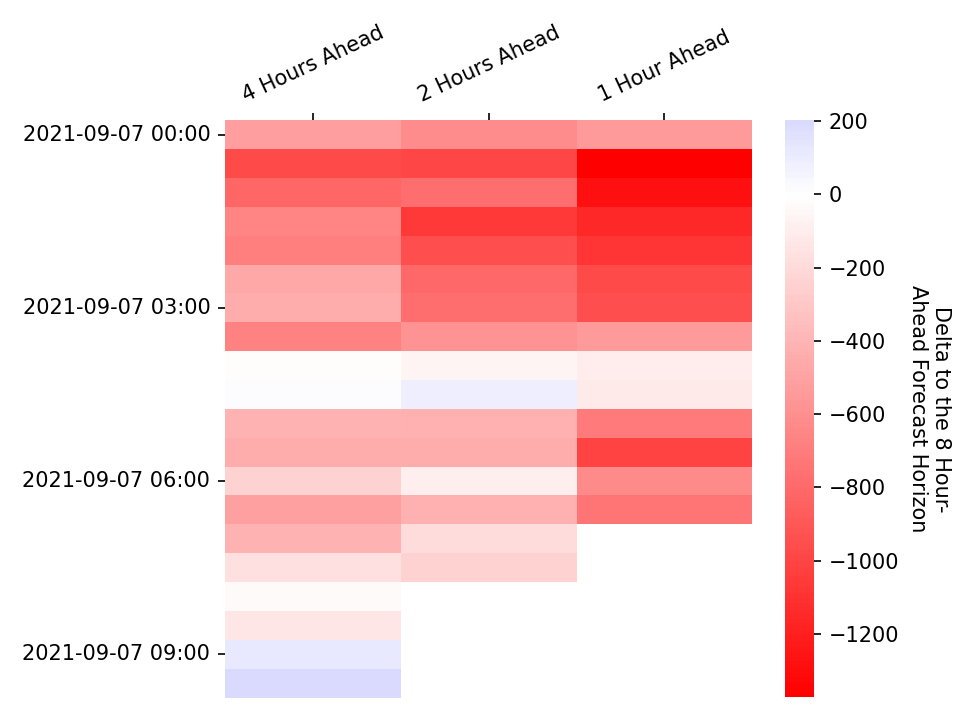 4 Hours Ahead
2 Hours Ahead
1 Hour Ahead
2021-09-07 00:00
2021-09-07 03:00
2021-09-07 06:00
2021-09-07 09:00
200
0
−200
−400
−600
−800
−1000
−1200
Delta to the 8 Hour-
Ahead Forecast Horizon